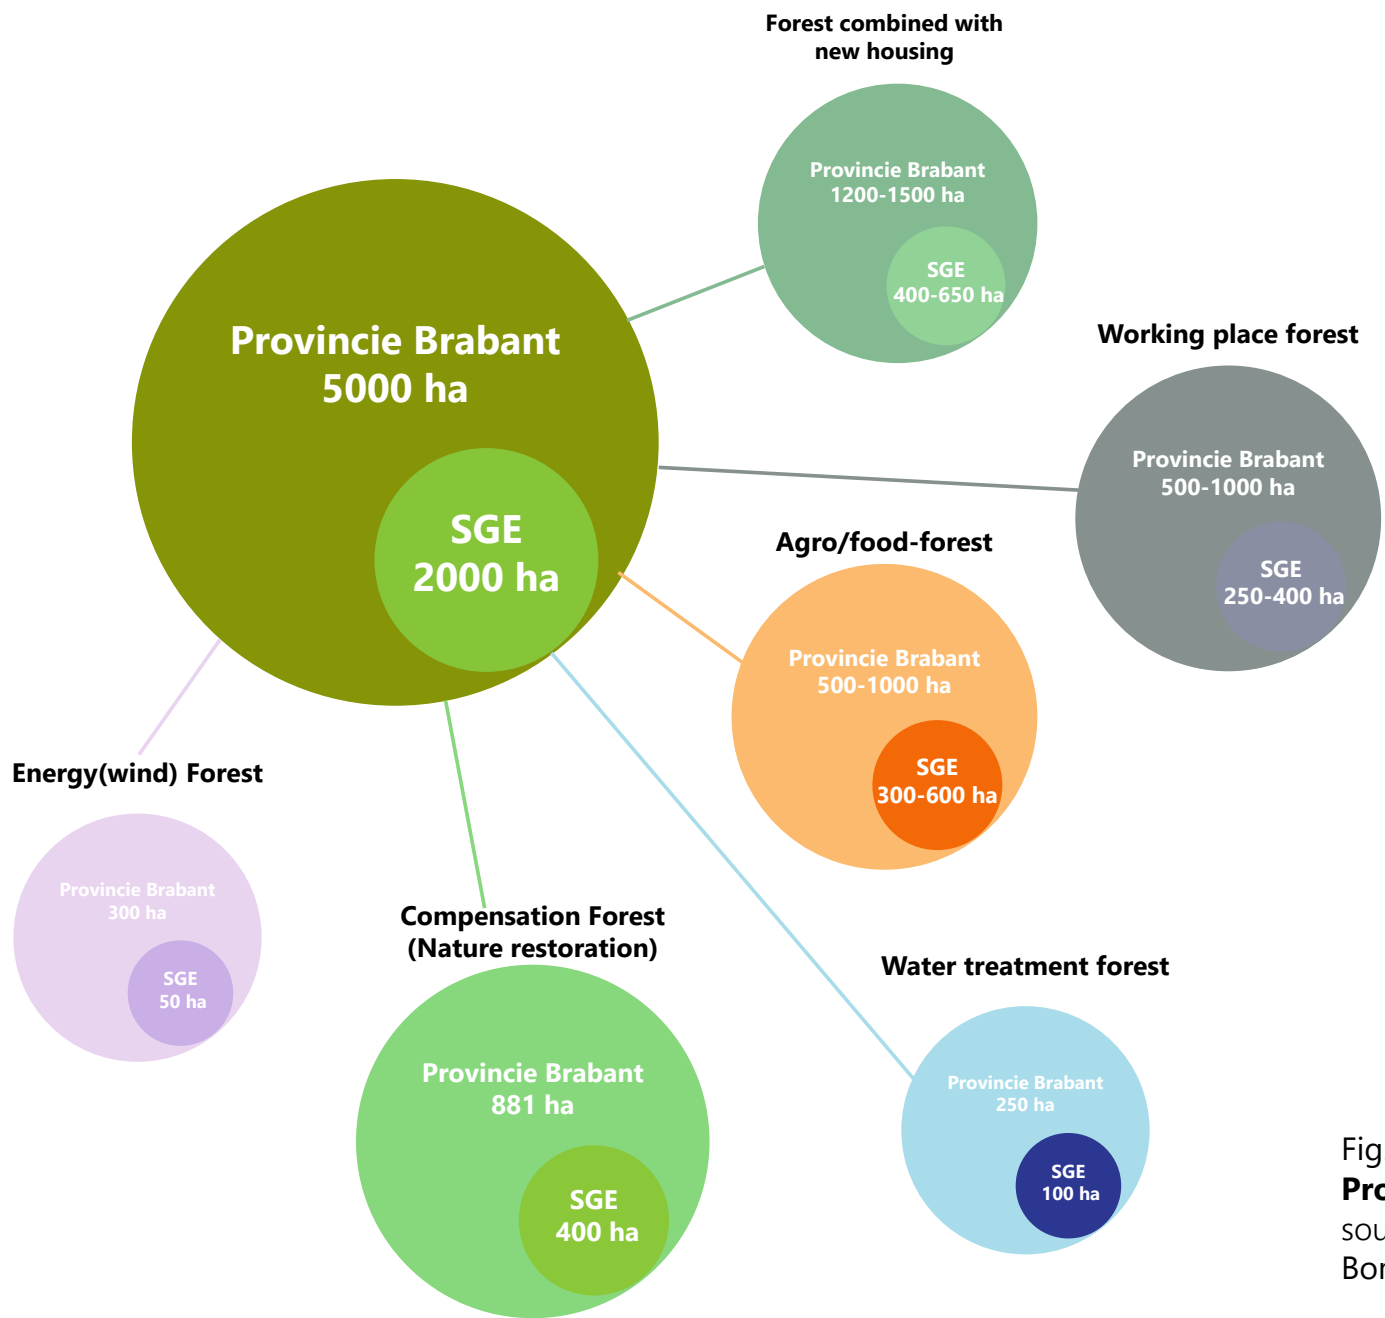 Forest combined with
new housing
Provincie Brabant
1200-1500 ha
SGE
400-650 ha
Provincie Brabant
5000 ha
SGE
2000 ha
Working place forest
Provincie Brabant
500-1000 ha
SGE
250-400 ha
Agro/food-forest
Provincie Brabant
500-1000 ha
SGE
300-600 ha
Energy(wind) Forest
Provincie Brabant
300 ha
SGE
50 ha
Compensation Forest
(Nature restoration)
Provincie Brabant
881 ha
SGE
400 ha
Water treatment forest
Provincie Brabant
250 ha
SGE
100 ha
Fig